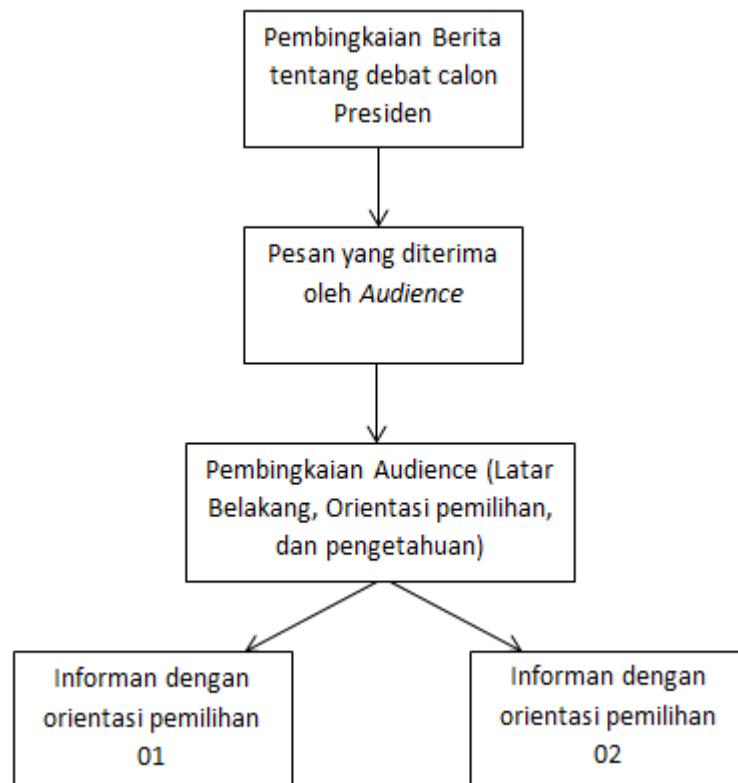 Pembingkaian Berita
tentang debat calon
Presiden
Pesan yang diterima
oleh Audience
Pembingkaian Audience (Latar
Belakang, Orientasi pemilihan,
dan pengetahuan)
Informan dengan
orientasi pemilihan
01
Informan dengan
orientasi pemilihan
02